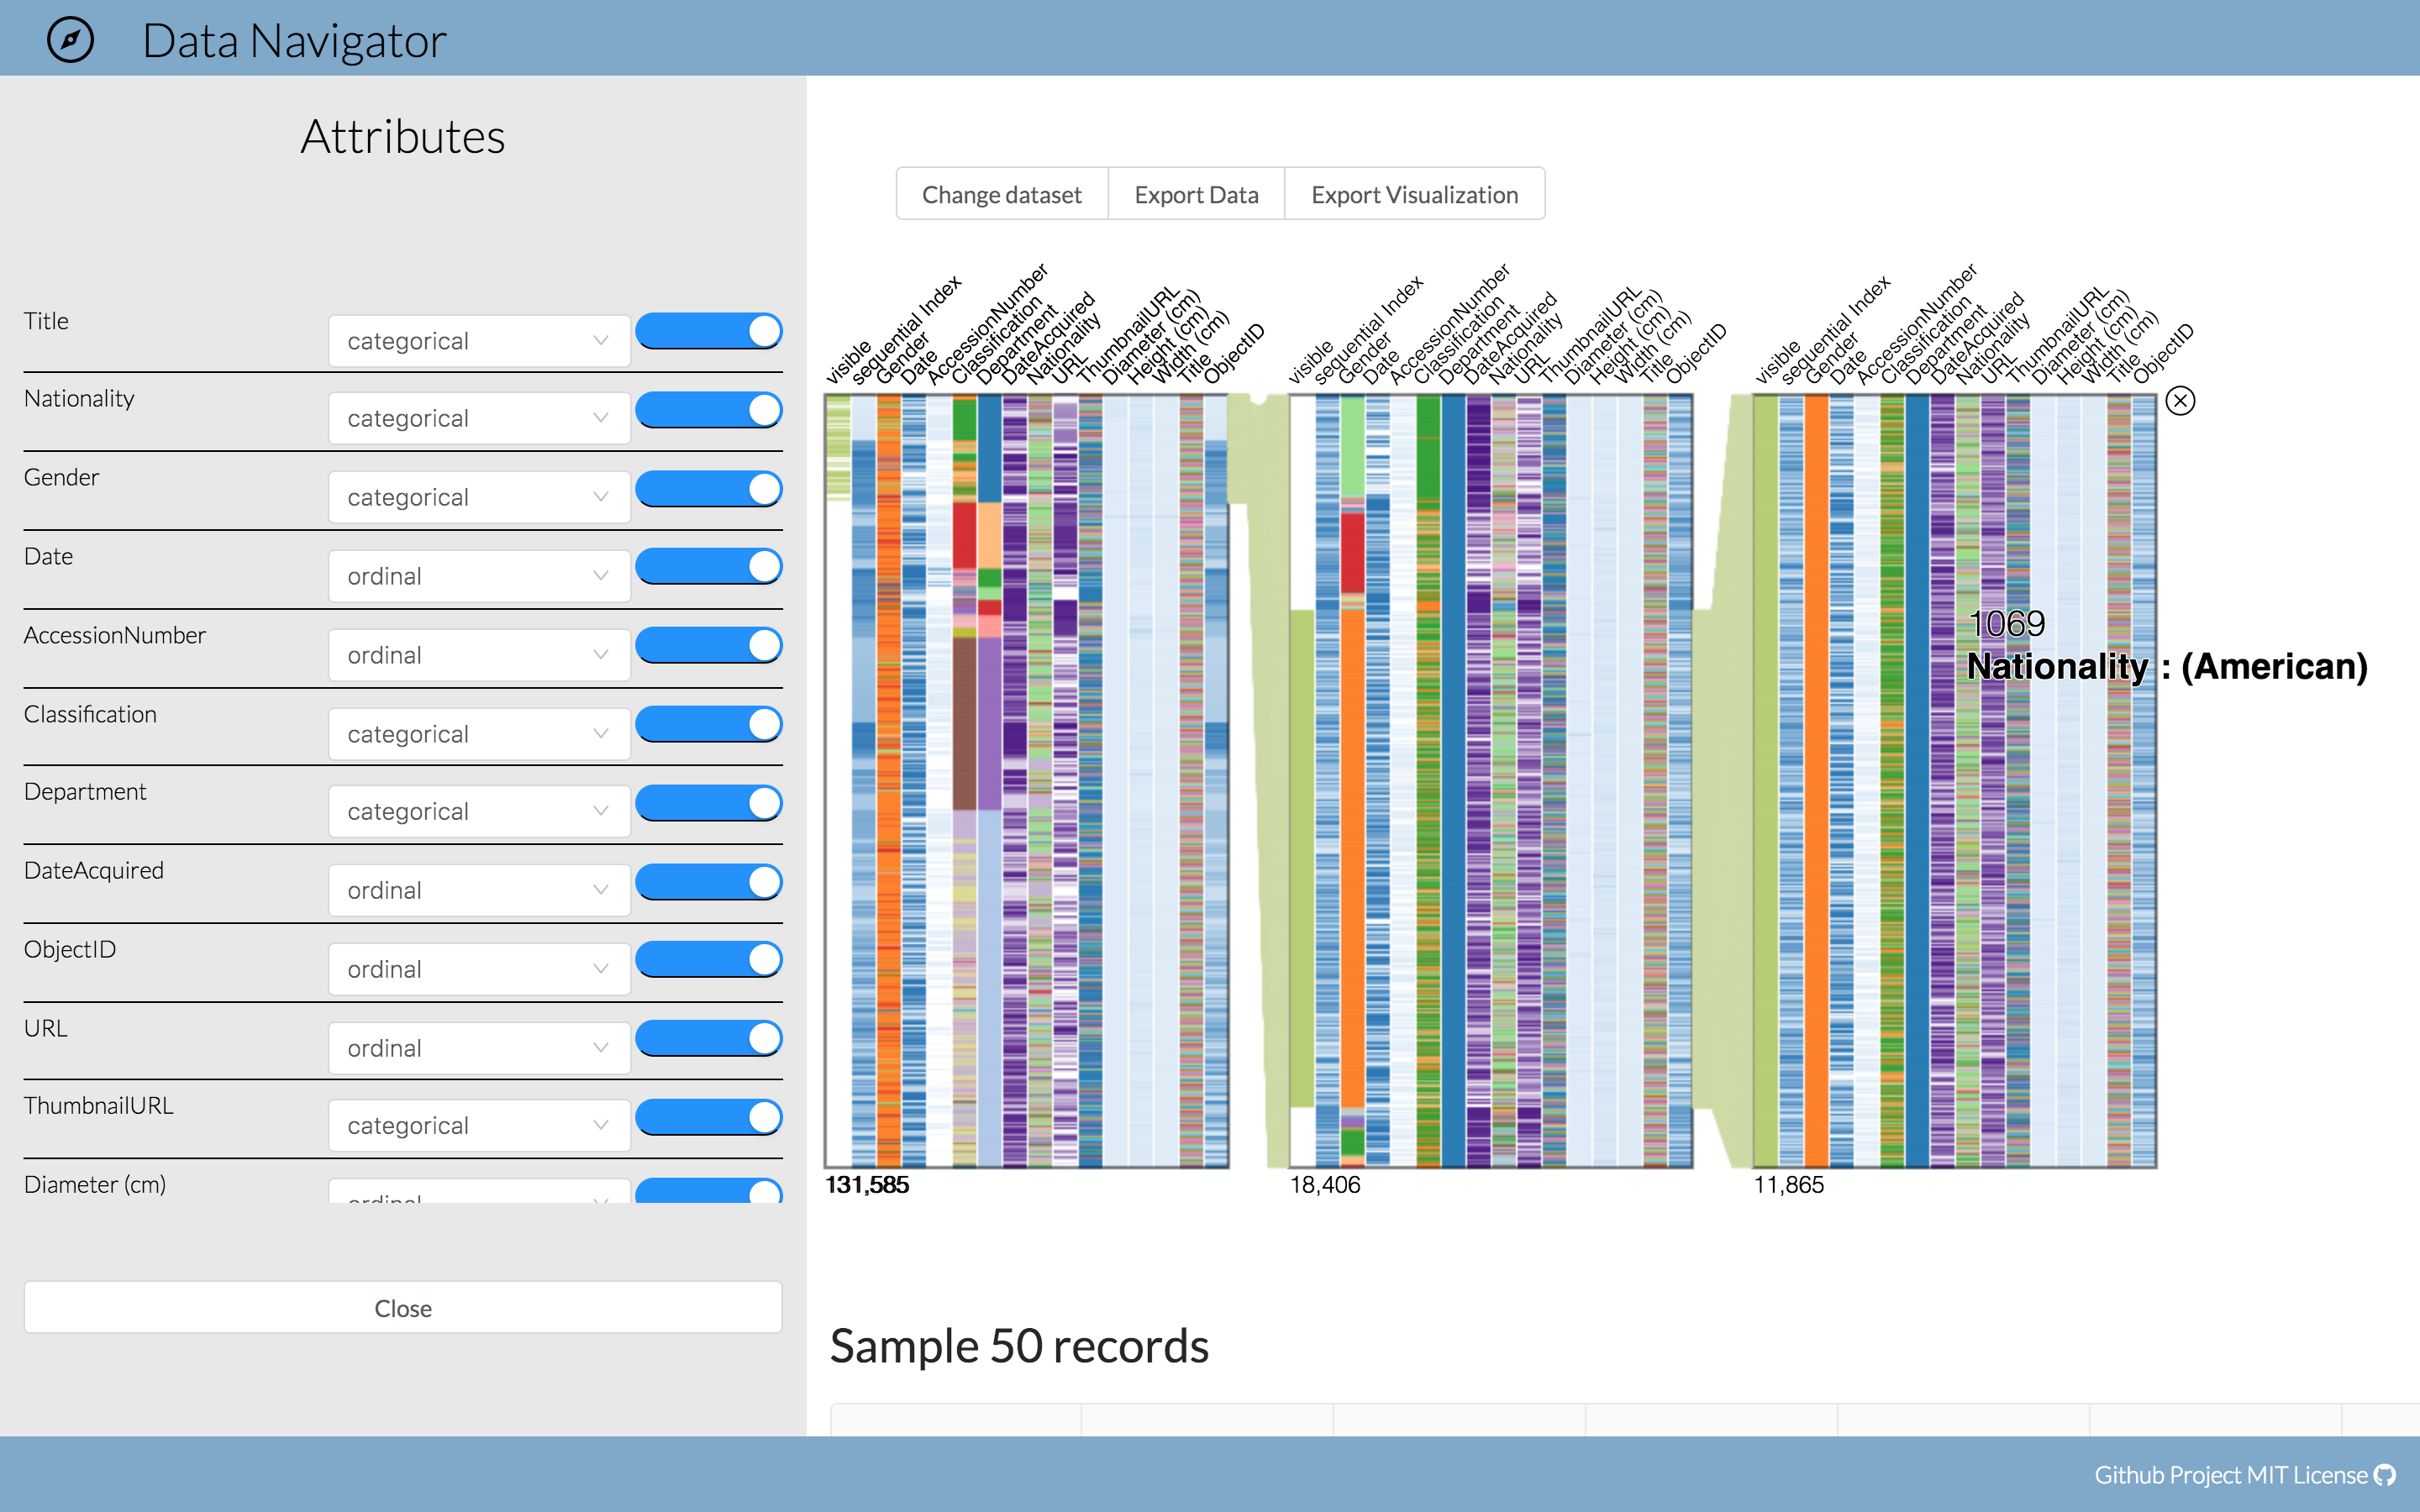 Data Navigator
Attributes
Title
categorical
Nationality
categorical
Gender
categorical
Date
ordinal
AccessionNumber
ordinal
Classification
categorical
Department
categorical
DateAcquired
ordinal
ObjectID
ordinal
URL
ordinal
ThumbnailURL
categorical
Diameter (cm)
ordinal
Close
Change dataset
Export Data
Export Visualization
visible
sequential Index
Gender
Date
AccessionNumber
Classification
Department
DateAcquired
Nationality
URL
ThumbnailURL
Diameter (cm)
Height (cm)
Width (cm)
Title
ObjectID
visible
sequential Index
Gender
Date
AccessionNumber
Classification
Department
DateAcquired
Nationality
URL
ThumbnailURL
Diameter (cm)
Height (cm)
Width (cm)
Title
ObjectID
visible
sequential Index
Gender
Date
AccessionNumber
Classification
Department
DateAcquired
Nationality
URL
ThumbnailURL
Diameter (cm)
Height (cm)
Width (cm)
Title
ObjectID
1069
Nationality : (American)
131,585
18,406
11,865
Sample 50 records
Github Project MIT License